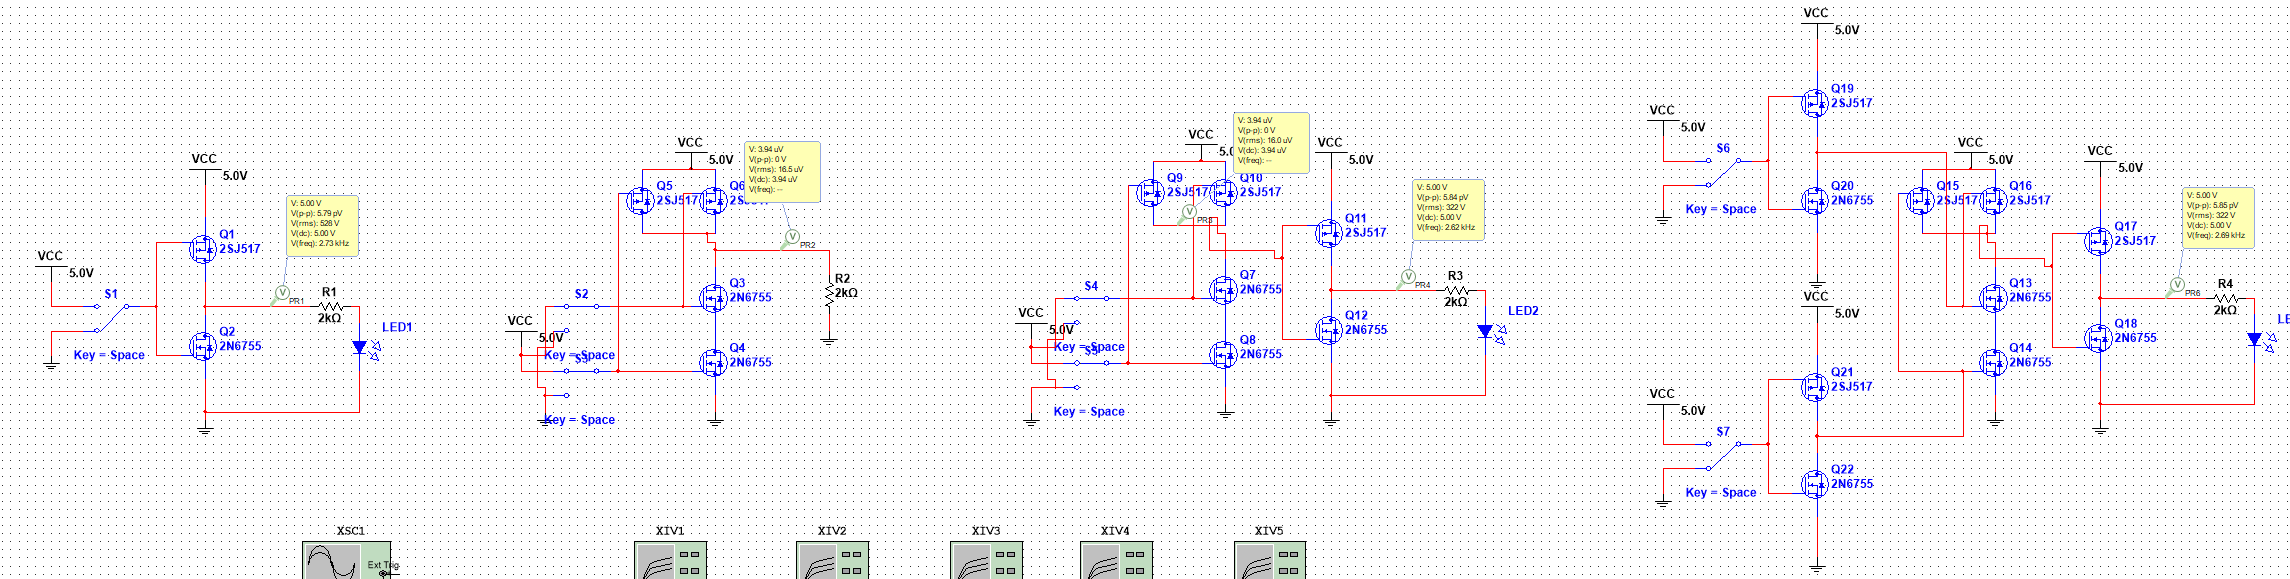 VCC
5.0V
Q1
2SJ517
V: 5.00 V
V(p-p): 5.79 pV
V(rms): 528 V
V(dc): 5.00 V
V(freq): 2.73 kHz
VCC
5.0V
S1
Key = Space
PR1
R1
2kΩ
Q2
2N6755
LED1
VCC
5.0V
V: 3.94 uV
V(p-p): 0 V
V(rms): 16.5 uV
V(dc): 3.94 uV
V(freq): --
Q5
2SJ517
Q6
PR2
R2
2kΩ
S2
Q3
2N6755
VCC
5.0V
Key = Space
Q4
2N6755
Key = Space
VCC
V: 3.94 uV
V(p-p): 0 V
V(rms): 16.0 uV
V(dc): 3.94 uV
V(freq): --
VCC
5.0V
Q9
2SJ517
Q10
2SJ517
PR3
Q11
2SJ517
V: 5.00 V
V(p-p): 5.64 pV
V(rms): 322 V
V(dc): 5.00 V
V(freq): 2.62 kHz
S4
Q7
2N6755
PR4
R3
2kΩ
VCC
5.0V
Key = Space
Q8
2N6755
Q12
2N6755
LED2
Key = Space
VCC
5.0V
Q19
2SJ517
VCC
5.0V
S6
Key = Space
Q20
2N6755
VCC
5.0V
Q15
2SJ517
Q16
2SJ517
VCC
5.0V
Q17
2SJ517
V: 5.00 V
V(p-p): 5.85 pV
V(rms): 322 V
V(dc): 5.00 V
V(freq): 2.69 kHz
Q13
2N6755
PR6
R4
2kΩ
LE
Q18
2N6755
Q14
2N6755
VCC
5.0V
Q21
2SJ517
VCC
5.0V
S7
Key = Space
Q22
2N6755
XSC1
Ext Trig
XIV1
XIV2
XIV3
XIV4
XIV5